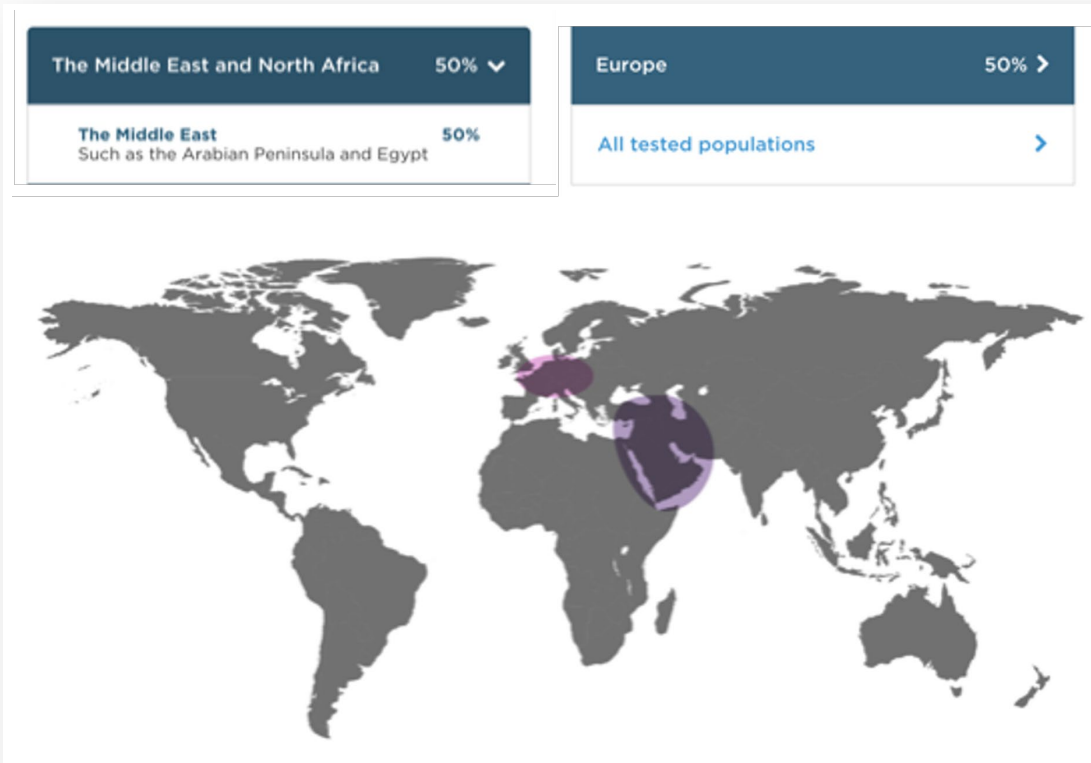 The Middle East and North Africa 50%
The Middle East 50%
Such as the Arabian Peninsula and Egypt
Europe 50%
All tested populations